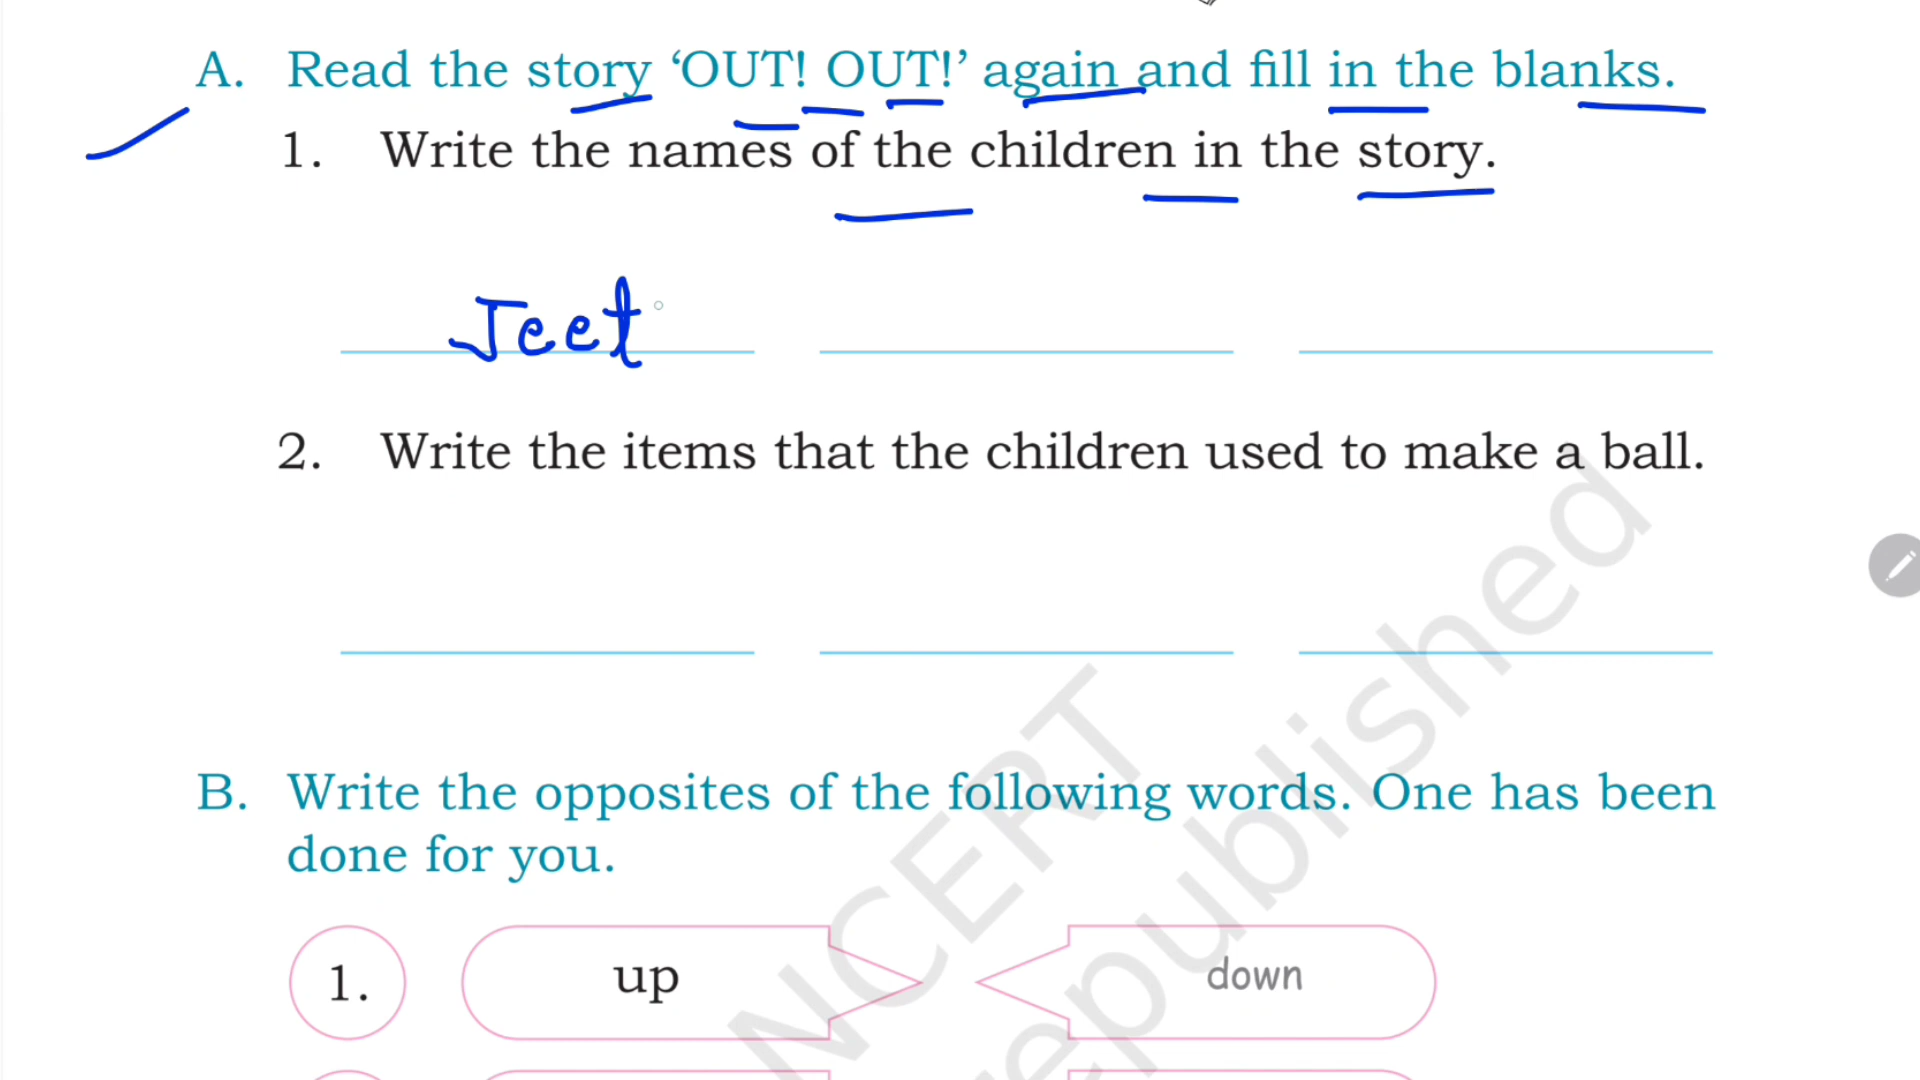 A. Read the story ‘OUT! OUT!’ again and fill in the blanks.
1. Write the names of the children in the story.
Jeet
2. Write the items that the children used to make a ball.
B. Write the opposites of the following words. One has been
done for you.
1. up down
NCERT
republished